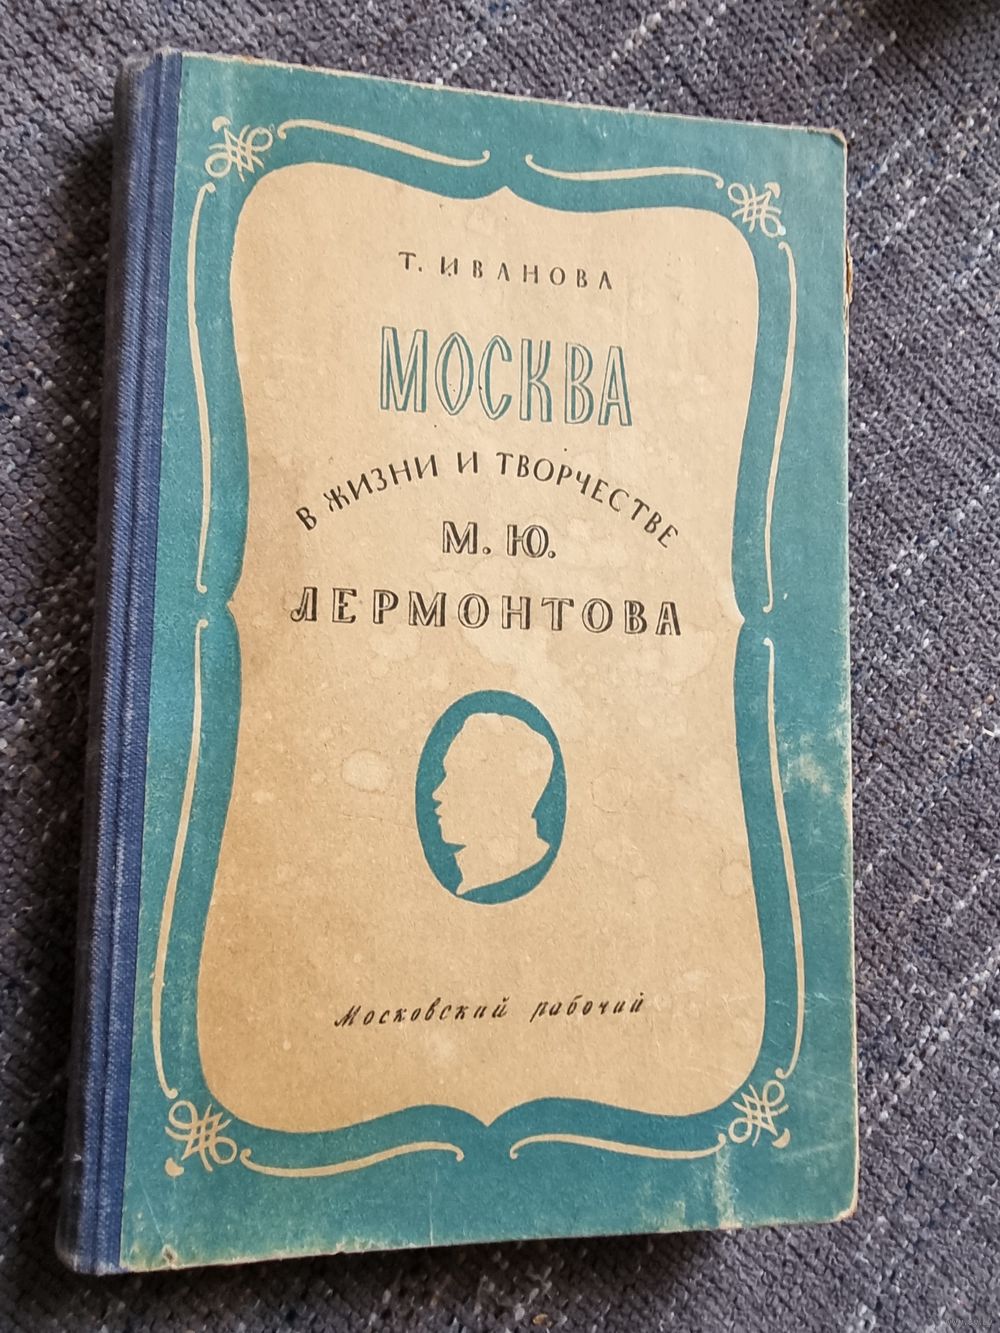 Т. ИВАНОВА
МОСКВА
В ЖИЗНИ И ТВОРЧЕСТВЕ
М. Ю.
ЛЕРМОНТОВА
Московский рабочий